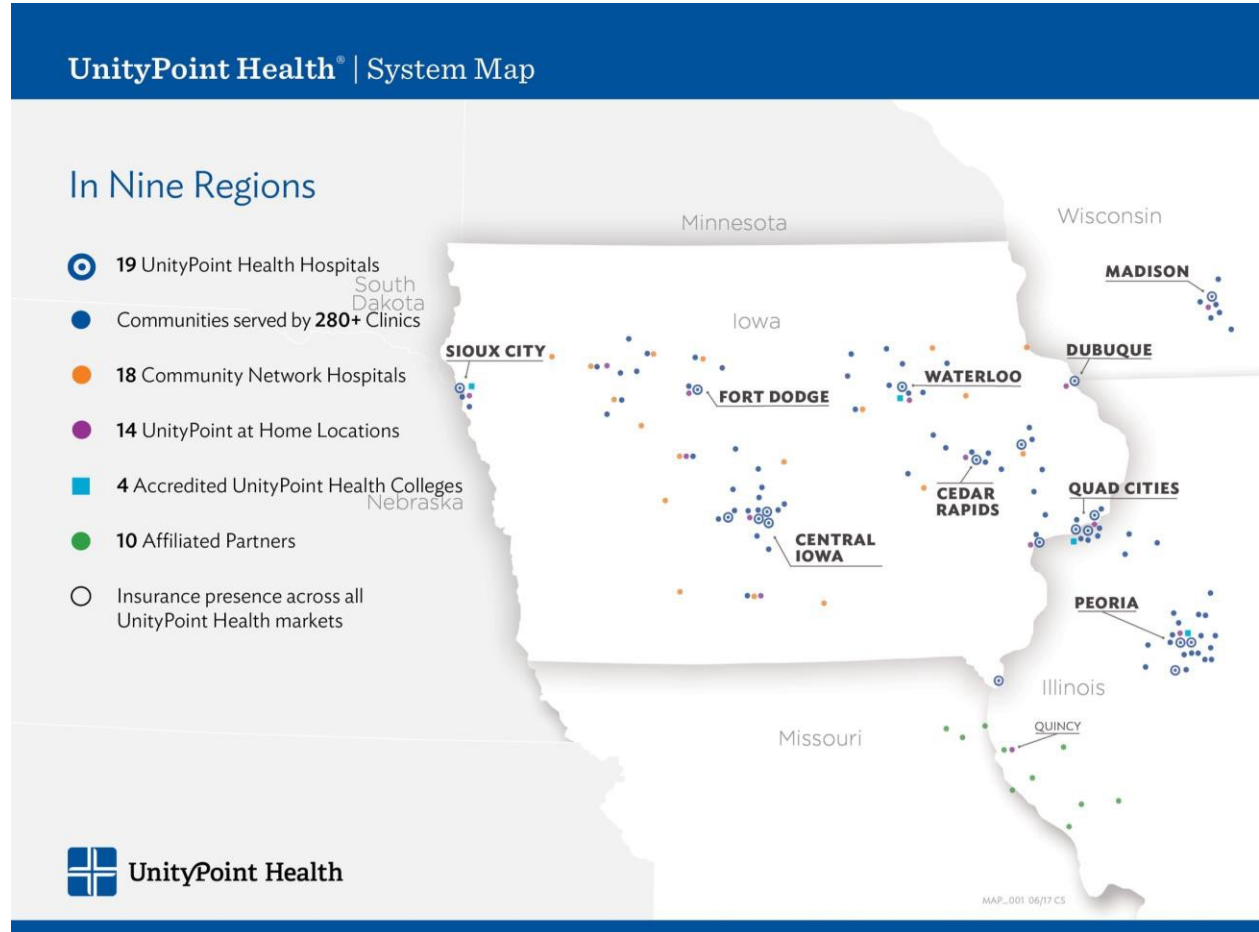 UnityPoint Health® | System Map
In Nine Regions
19 UnityPoint Health Hospitals
Communities served by 280+ Clinics
18 Community Network Hospitals
14 UnityPoint at Home Locations
4 Accredited UnityPoint Health Colleges
10 Affiliated Partners
Insurance presence across all
UnityPoint Health markets
South
Dakota
Nebraska
Minnesota
Wisconsin
Iowa
Missouri
Illinois
MADISON
SIOUX CITY
FORT DODGE
WATERLOO
DUBUQUE
CEDAR
RAPIDS
QUAD CITIES
CENTRAL
IOWA
PEORIA
QUINCY
UnityPoint Health
MAP_001 06/17 CS